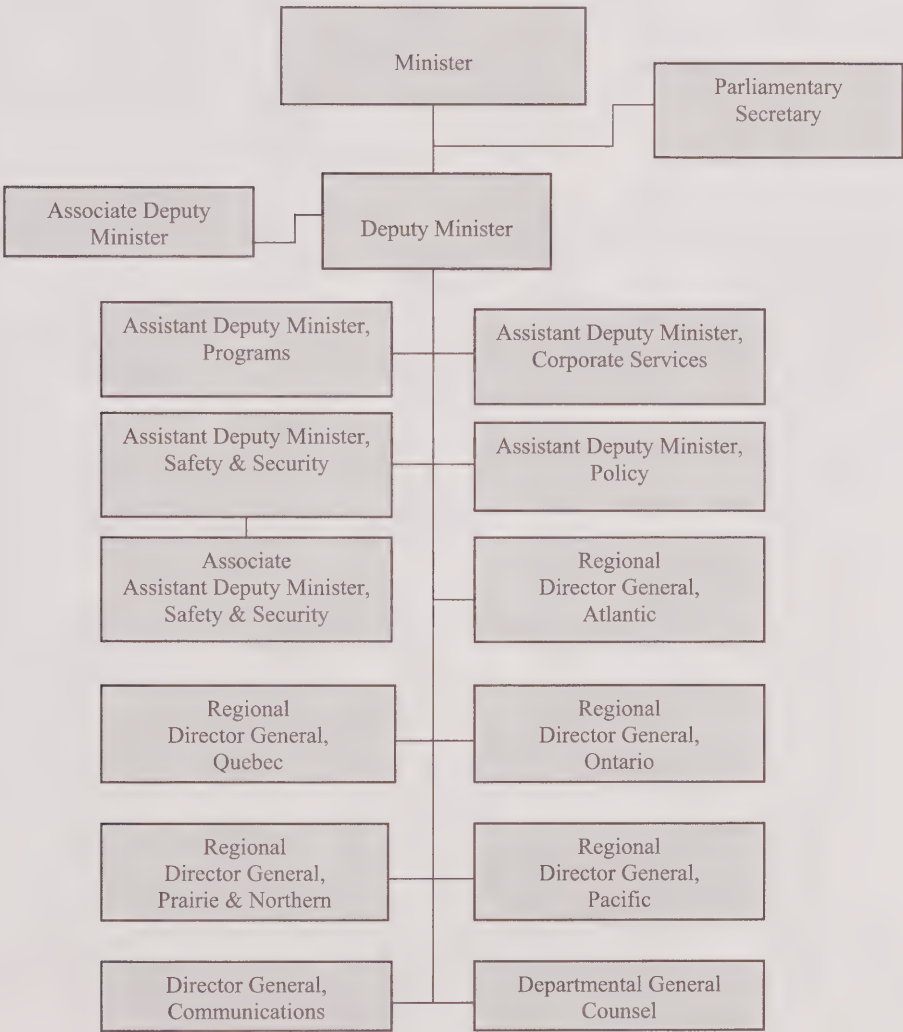 Minister
Parliamentary
Secretary
Associate Deputy
Minister
Deputy Minister
Assistant Deputy Minister,
Programs
Assistant Deputy Minister,
Corporate Services
Assistant Deputy Minister,
Safety & Security
Assistant Deputy Minister,
Policy
Associate
Assistant Deputy Minister,
Safety & Security
Regional
Director General,
Atlantic
Regional
Director General,
Quebec
Regional
Director General,
Ontario
Regional
Director General,
Prairie & Northern
Regional
Director General,
Pacific
Director General,
Communications
Departmental General
Counsel